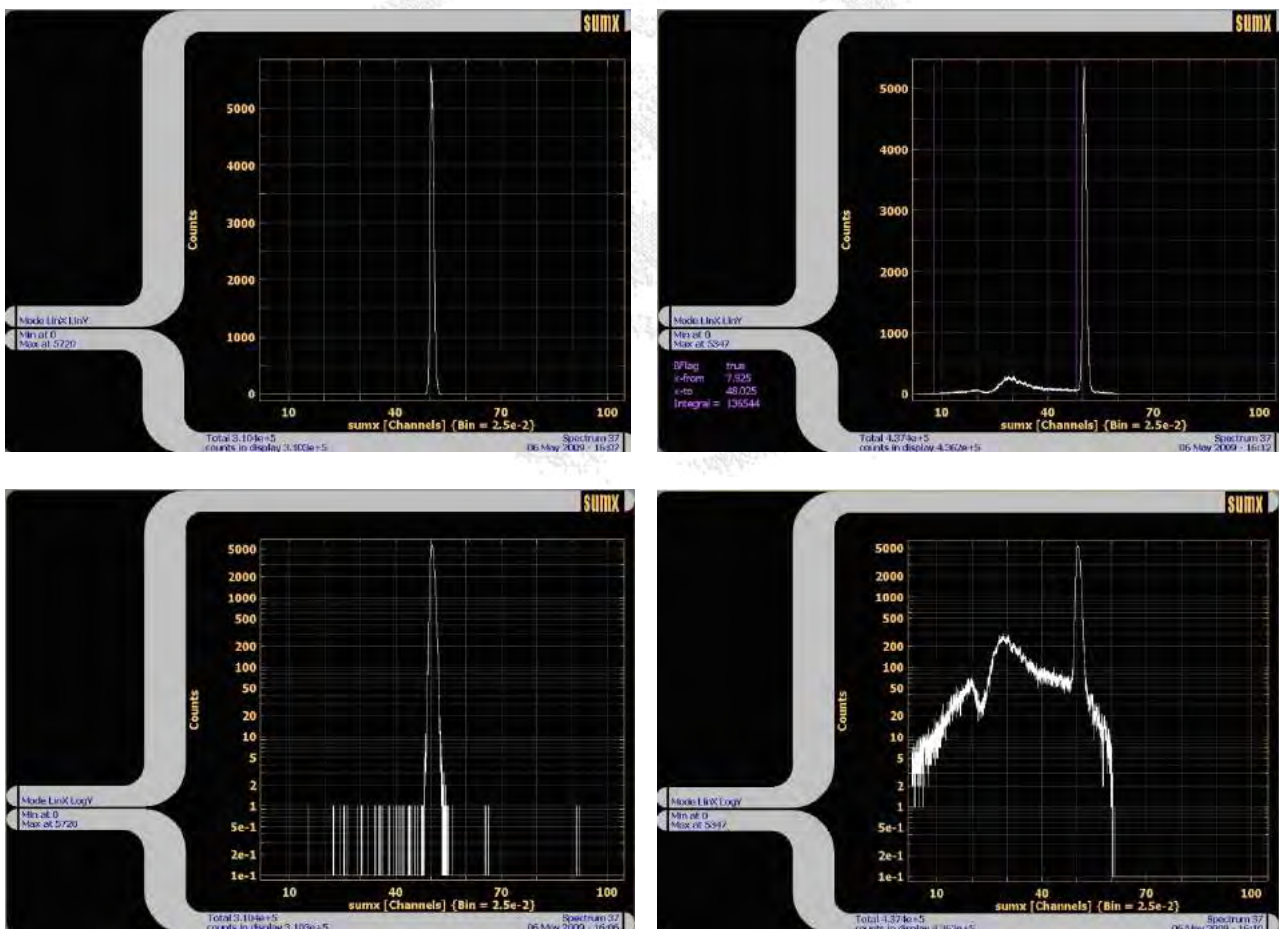 sumx
5000
4000
3000
2000
1000
0
Counts
10
40
70
100
sumx [Channels] {Bin = 2.5e-2}
Mode LinX LinY
Min at 0
Max at 5720
Total 3.104e+5
counts in display 3.103e+5
Spectrum 37
06 May 2009 - 16:07
sumx
5000
4000
3000
2000
1000
0
Counts
10
40
70
100
sumx [Channels] {Bin = 2.5e-2}
Mode LinX LinY
Min at 0
Max at 5347
BFlag true
x-from 7.925
x-to 48.025
Integral = 136544
Total 4.374e+5
counts in display 4.362e+5
Spectrum 37
06 May 2009 - 16:12
sumx
5000
2000
1000
500
200
100
50
20
10
5
2
1
5e-1
2e-1
1e-1
Counts
10
40
70
100
sumx [Channels] {Bin = 2.5e-2}
Mode LinX LogY
Min at 0
Max at 5720
Total 3.104e+5
counts in display 3.103e+5
Spectrum 37
06 May 2009 - 16:06
sumx
5000
2000
1000
500
200
100
50
20
10
5
2
1
5e-1
2e-1
1e-1
Counts
10
40
70
100
sumx [Channels] {Bin = 2.5e-2}
Mode LinX LogY
Min at 0
Max at 5347
Total 4.374e+5
counts in display 4.362e+5
Spectrum 37
06 May 2009 - 16:10